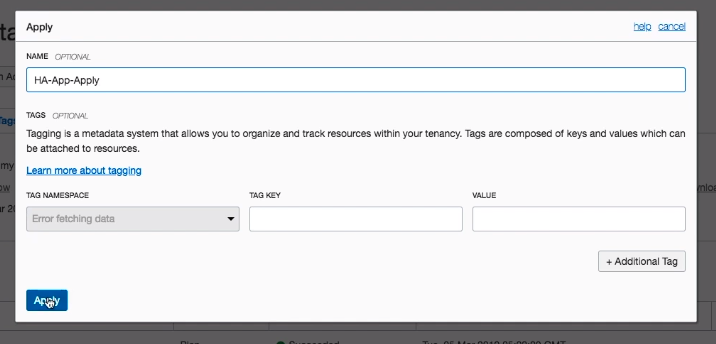 Apply
help cancel
NAME OPTIONAL
HA-App-Apply
TAGS OPTIONAL
Tagging is a metadata system that allows you to organize and track resources within your tenancy. Tags are composed of keys and values which can
be attached to resources.
Learn more about tagging
TAG NAMESPACE TAG KEY VALUE
Error fetching data
+ Additional Tag
Apply